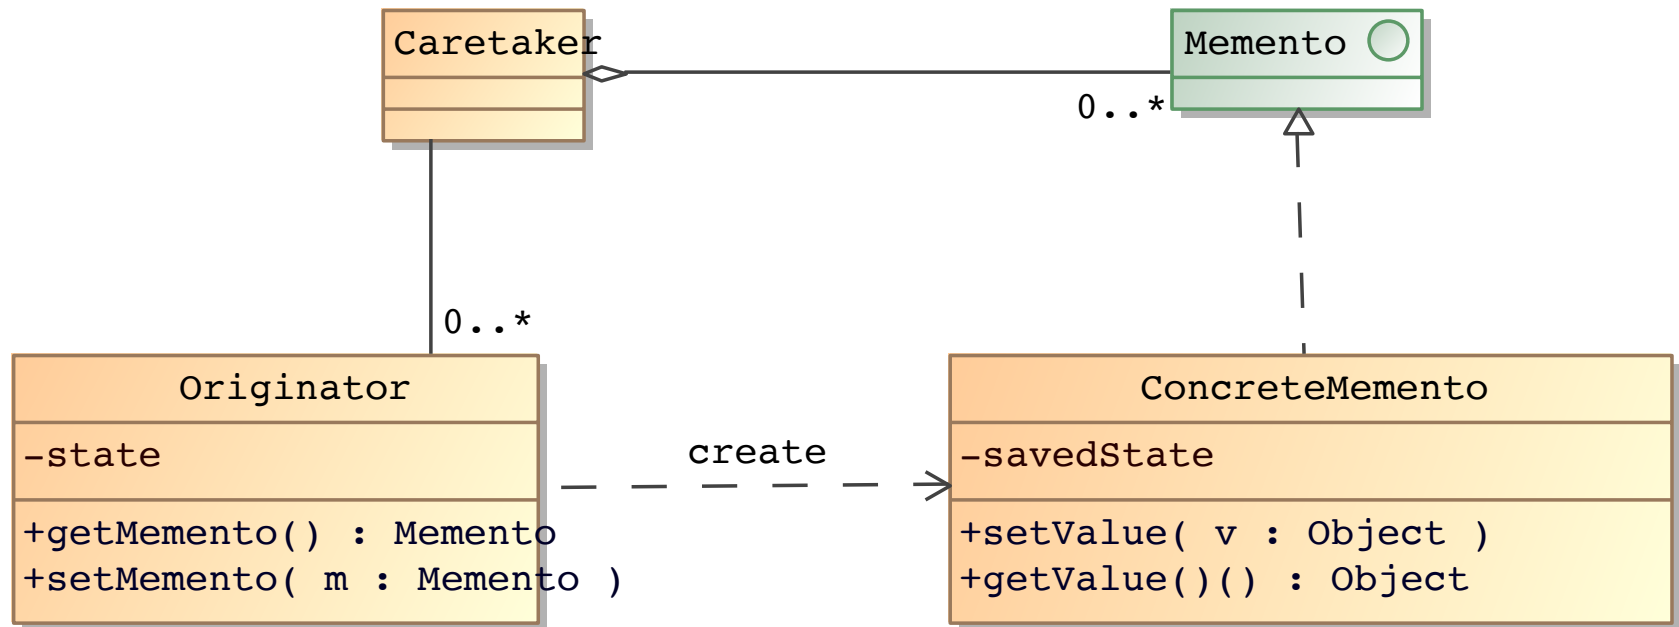 Caretaker
Memento
0..*
0..*
Originator
-state
+getMemento() : Memento
+setMemento( m : Memento )
create
ConcreteMemento
-savedState
+setValue( v : Object )
+getValue()() : Object